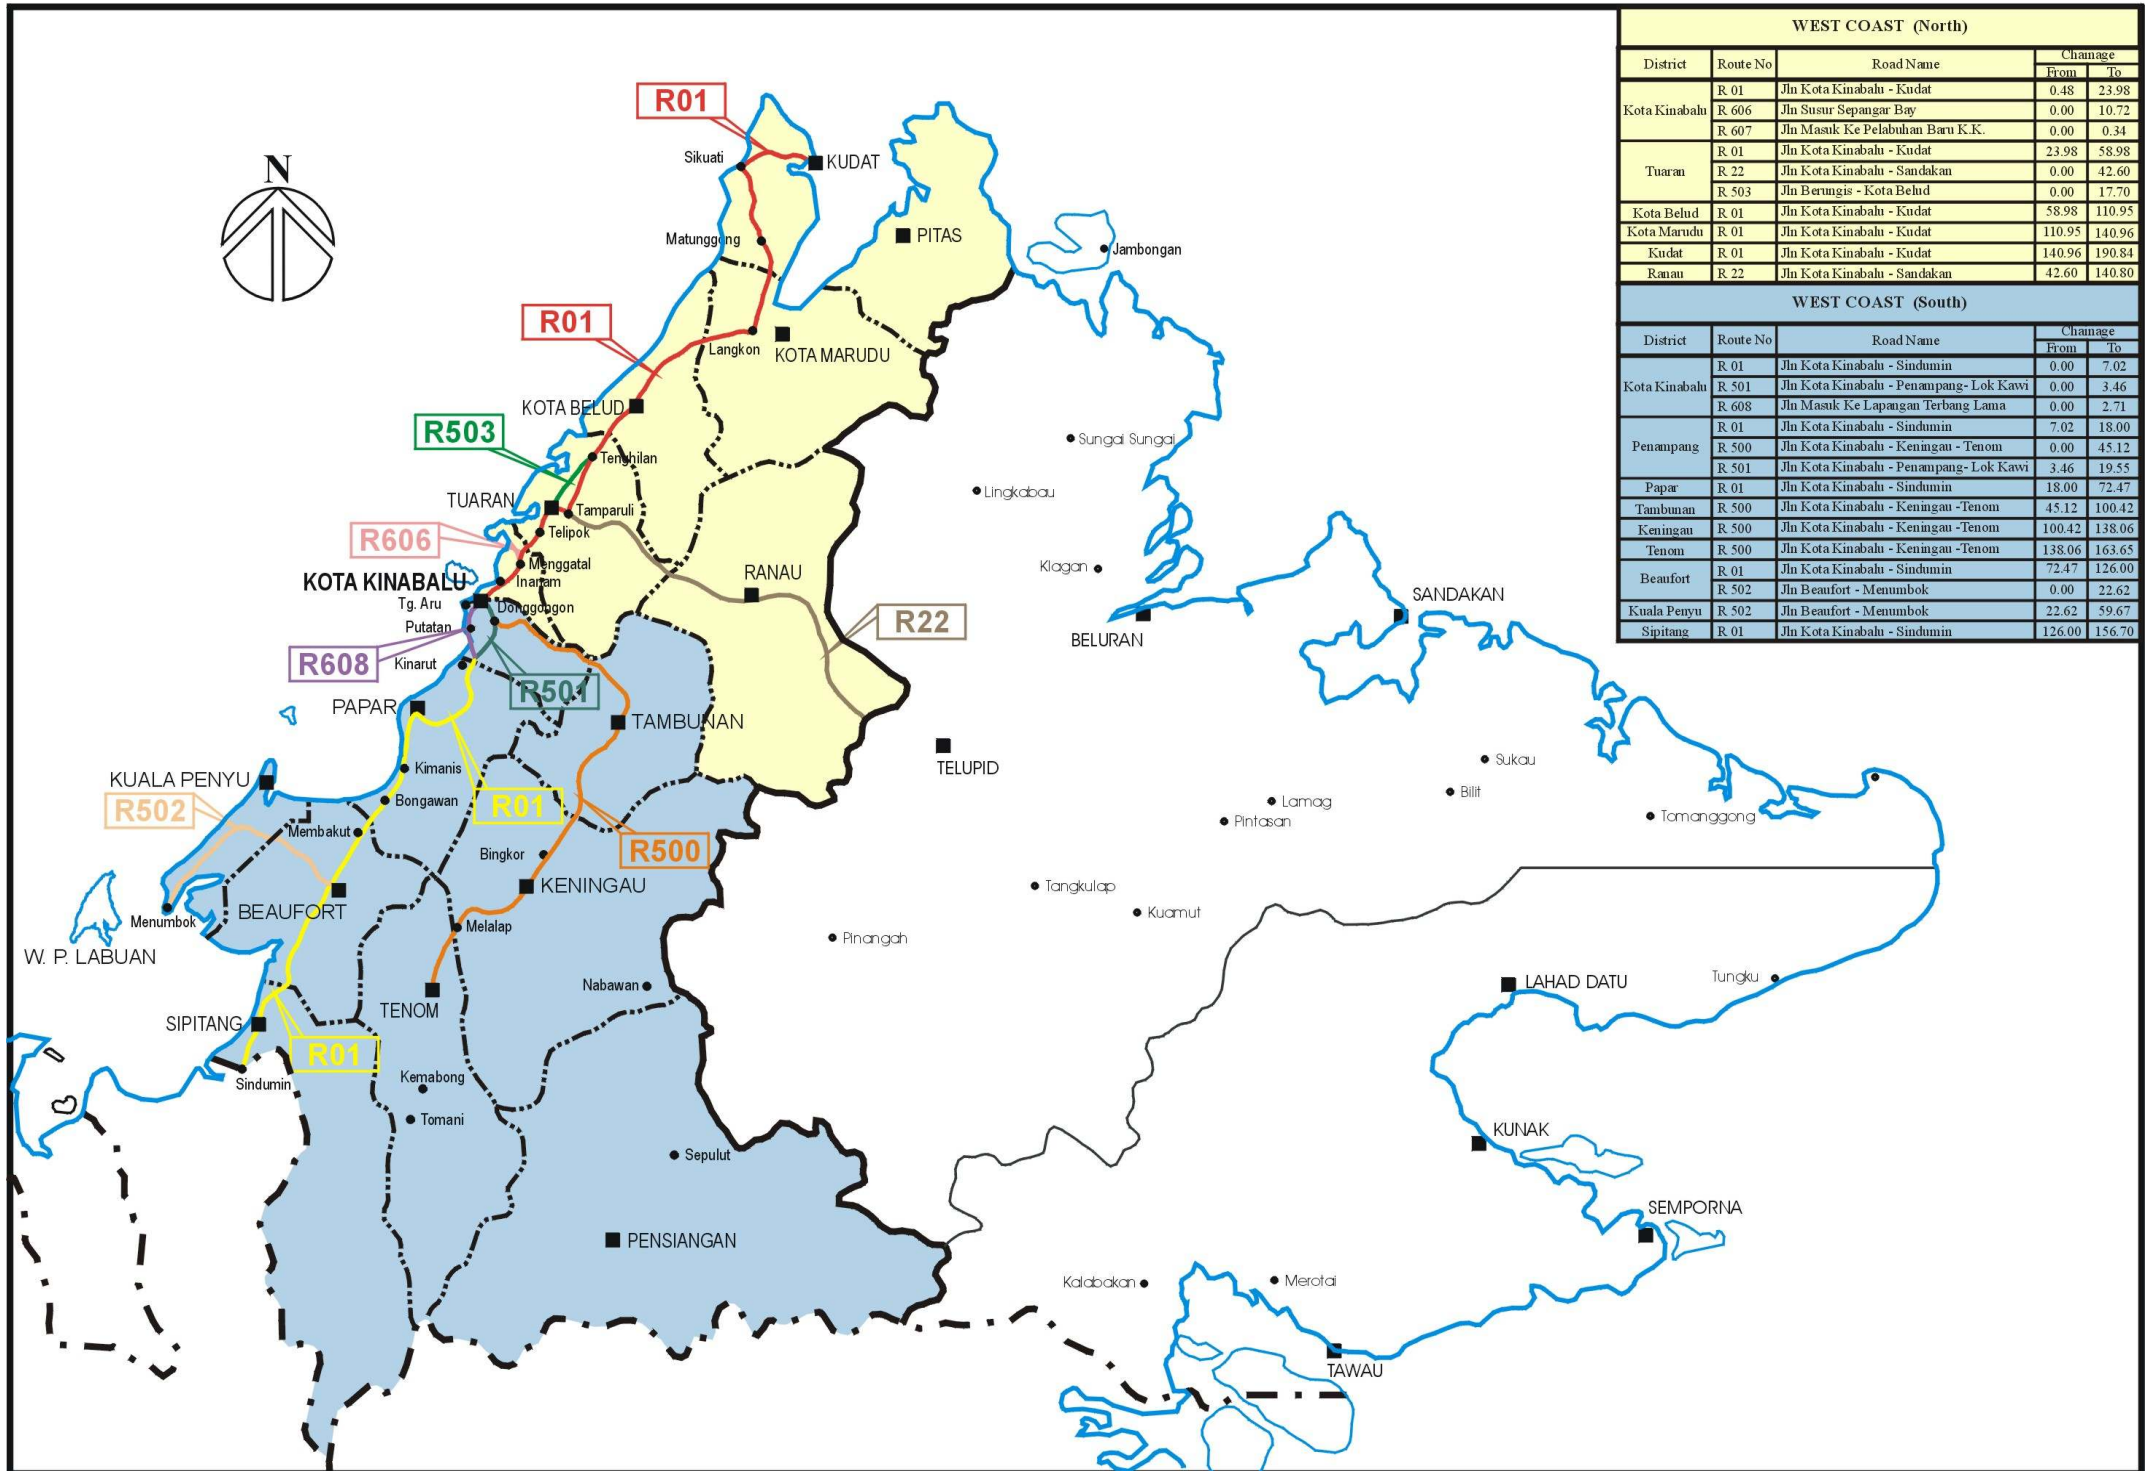 WEST COAST (North)
District Route No Road Name Chainage
From To
Kota Kinabalu R 01 Jln Kota Kinabalu - Kudat 0.48 23.98
R 606 Jln Susur Sepangar Bay 0.00 10.72
R 607 Jln Masuk Ke Pelabuhan Baru K.K. 0.00 0.34
Tuaran R 01 Jln Kota Kinabalu - Kudat 23.98 58.98
R 22 Jln Kota Kinabalu - Sandakan 0.00 42.60
R 503 Jln Berungis - Kota Belud 0.00 17.70
Kota Belud R 01 Jln Kota Kinabalu - Kudat 58.98 110.95
Kota Marudu R 01 Jln Kota Kinabalu - Kudat 110.95 140.96
Kudat R 01 Jln Kota Kinabalu - Kudat 140.96 190.84
Ranau R 22 Jln Kota Kinabalu - Sandakan 42.60 140.80
WEST COAST (South)
District Route No Road Name Chainage
From To
Kota Kinabalu R 01 Jln Kota Kinabalu - Sindumin 0.00 7.02
R 501 Jln Kota Kinabalu - Penampang- Lok Kawi 0.00 3.46
R 608 Jln Masuk Ke Lapangan Terbang Lama 0.00 2.71
Penampang R 01 Jln Kota Kinabalu - Sindumin 7.02 18.00
R 500 Jln Kota Kinabalu - Keningau - Tenom 0.00 45.12
R 501 Jln Kota Kinabalu - Penampang- Lok Kawi 3.46 19.55
Papar R 01 Jln Kota Kinabalu - Sindumin 18.00 72.47
Tambunan R 500 Jln Kota Kinabalu - Keningau -Tenom 45.12 100.42
Keningau R 500 Jln Kota Kinabalu - Keningau -Tenom 100.42 138.06
Tenom R 500 Jln Kota Kinabalu - Keningau -Tenom 138.06 163.65
Beaufort R 01 Jln Kota Kinabalu - Sindumin 72.47 126.00
R 502 Jln Beaufort - Menumbok 0.00 22.62
Kuala Penyu R 502 Jln Beaufort - Menumbok 22.62 59.67
Sipitang R 01 Jln Kota Kinabalu - Sindumin 126.00 156.70
N
R01
Sikuati
KUDAT
Matunggong
PITAS
Jambongan
R01
Langkon
KOTA MARUDU
KOTA BELUD
R503
Tenghilan
Sungai Sungai
Lingkabau
TUARAN
Tamparuli
R606
Telipok
Menggatal
KOTA KINABALU
Inanam
RANAU
Klagan
Tg. Aru
Donggongon
R22
SANDAKAN
BELURAN
Putatan
R608
Kinarut
R501
PAPAR
TAMBUNAN
TELUPID
Sukau
KUALA PENYU
Kimanis
R502
Bongawan
R01
Lamag
Bilit
Pintasan
Tomanggong
Membakut
R500
Bingkor
BEAUFORT
KENINGAU
Tangkulap
Menumbok
Kuamut
Melalap
Pinangah
W. P. LABUAN
Nabawan
TENOM
LAHAD DATU
Tungku
SIPITANG
R01
Sindumin
Kemabong
Tomani
Sepulut
KUNAK
SEMPORNA
PENSIANGAN
Kalabakan
Merotai
TAWAU